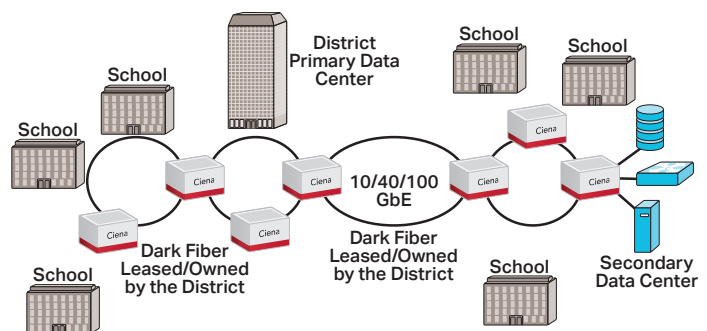 District
Primary Data
Center
School
School
School
School
Ciena
Ciena
Ciena
Ciena
Ciena
10/40/100
GbE
Ciena
Ciena
Dark Fiber
Leased/Owned
by the District
Dark Fiber
Leased/Owned
by the District
Secondary
Data Center
School
School